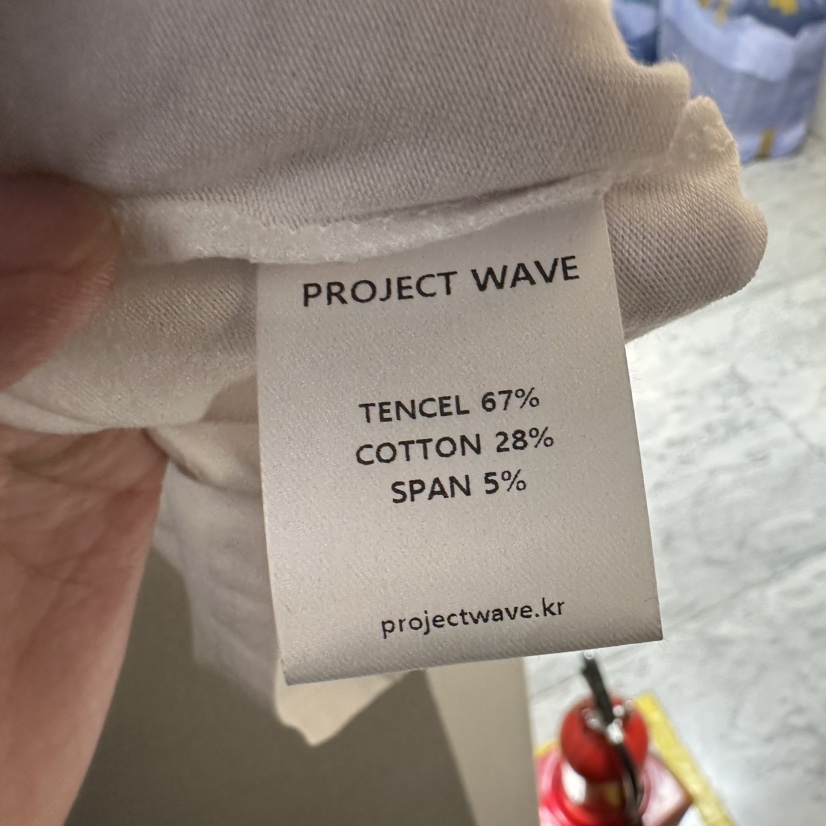 PROJECT WAVE
TENCEL 67%
COTTON 28%
SPAN 5%
projectwave.kr